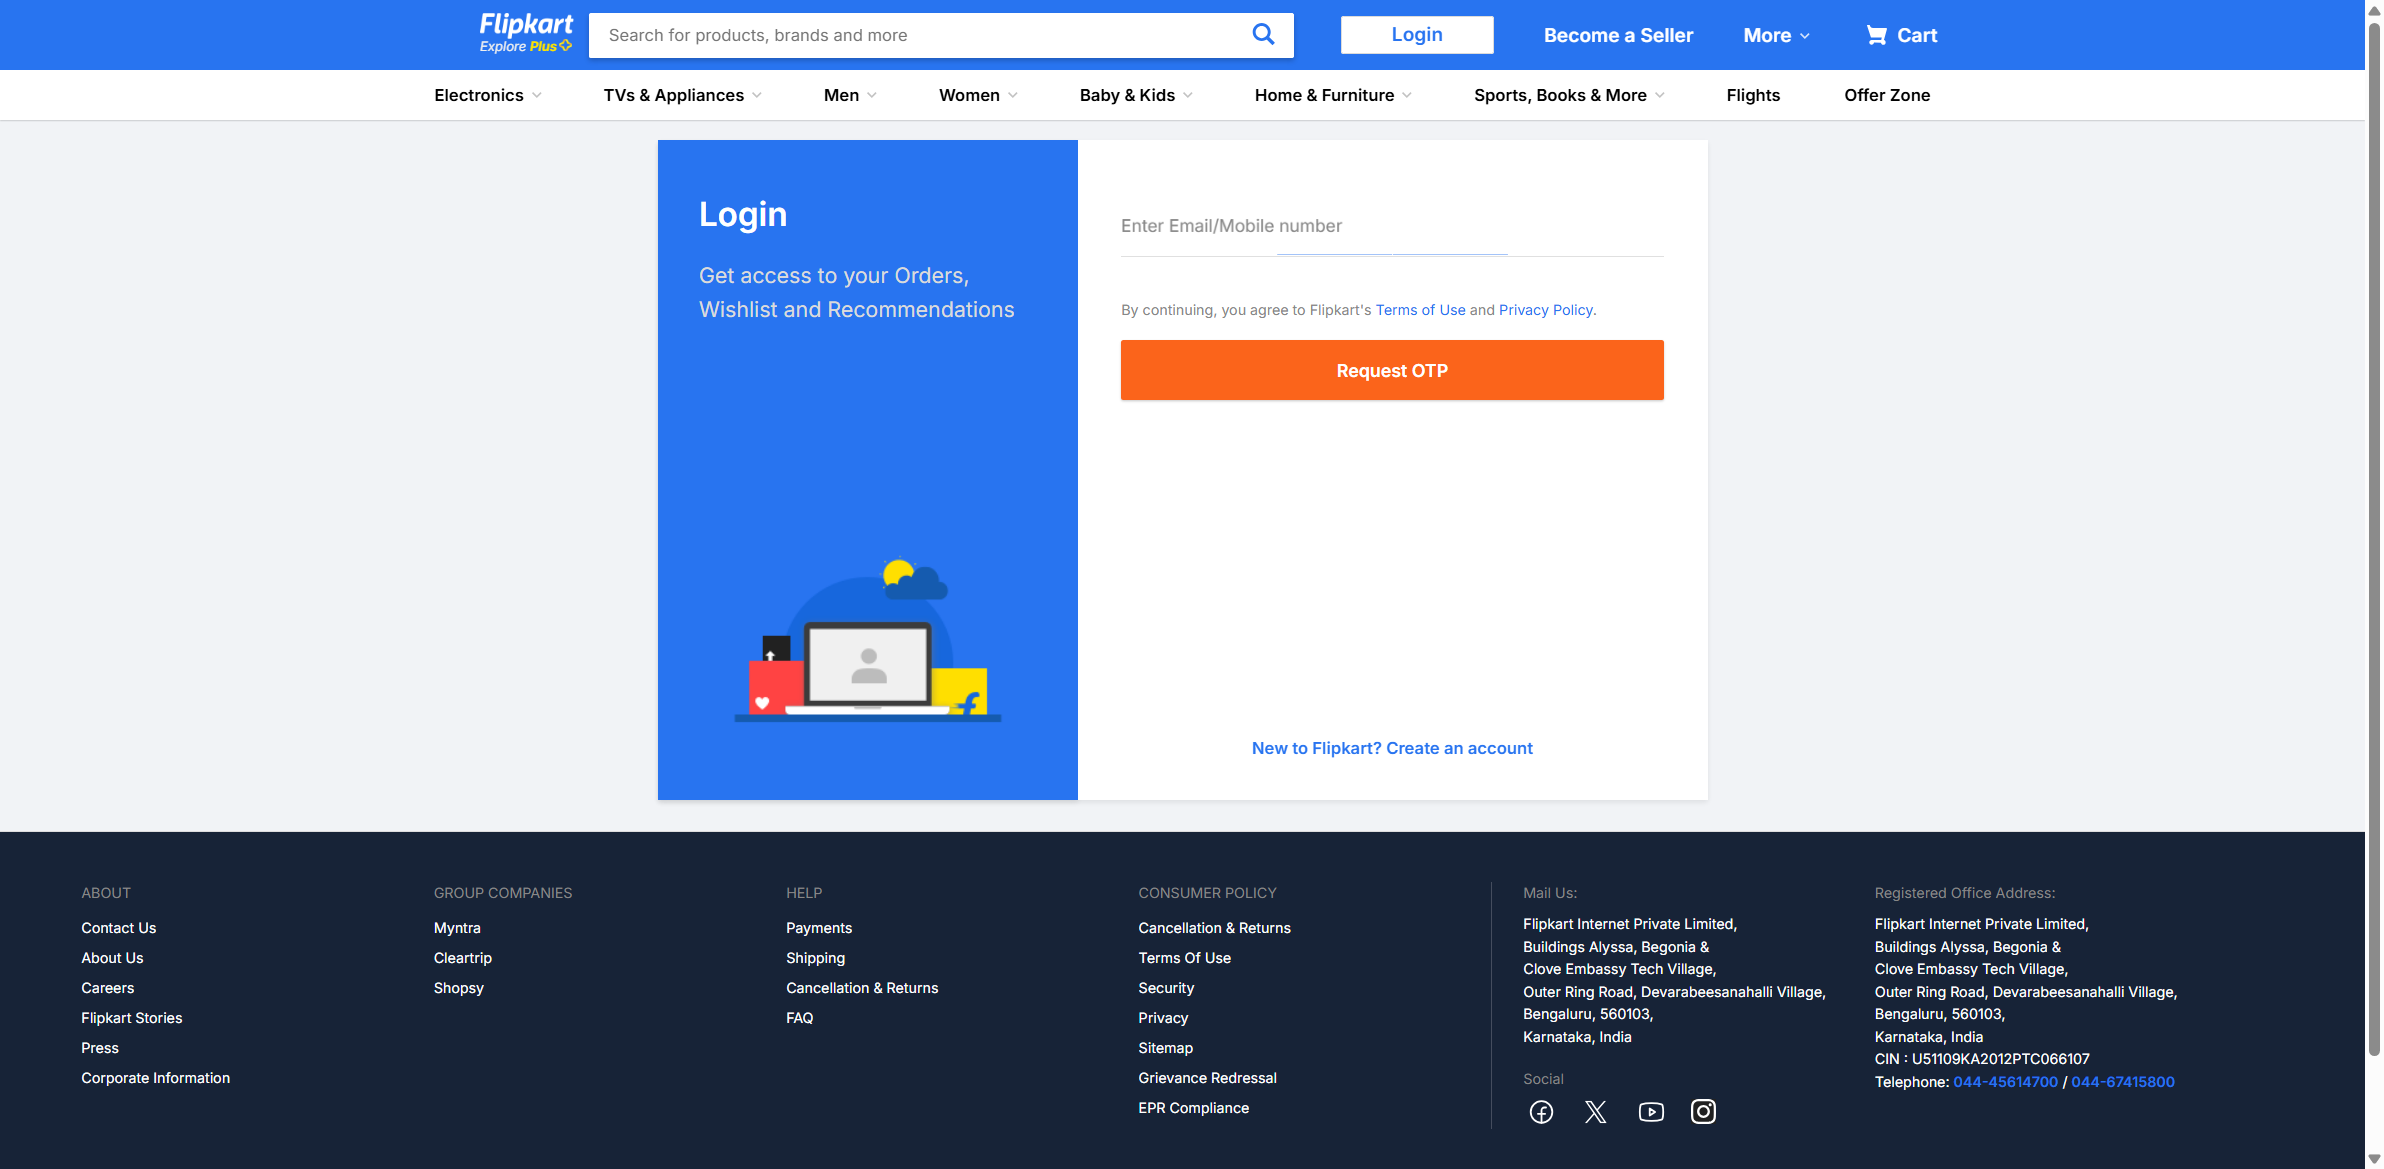 Flipkart
Explore Plus
Search for products, brands and more
Login
Become a Seller
More
Cart
Electronics
TVs & Appliances
Men
Women
Baby & Kids
Home & Furniture
Sports, Books & More
Flights
Offer Zone
Login
Get access to your Orders,
Wishlist and Recommendations
Enter Email/Mobile number
By continuing, you agree to Flipkart's Terms of Use and Privacy Policy.
Request OTP
New to Flipkart? Create an account
ABOUT
Contact Us
About Us
Careers
Flipkart Stories
Press
Corporate Information
GROUP COMPANIES
Myntra
Cleartrip
Shopsy
HELP
Payments
Shipping
Cancellation & Returns
FAQ
CONSUMER POLICY
Cancellation & Returns
Terms Of Use
Security
Privacy
Sitemap
Grievance Redressal
EPR Compliance
Mail Us:
Flipkart Internet Private Limited,
Buildings Alyssa, Begonia &
Clove Embassy Tech Village,
Outer Ring Road, Devarabeesanahalli Village,
Bengaluru, 560103,
Karnataka, India
Social
Registered Office Address:
Flipkart Internet Private Limited,
Buildings Alyssa, Begonia &
Clove Embassy Tech Village,
Outer Ring Road, Devarabeesanahalli Village,
Bengaluru, 560103,
Karnataka, India
CIN : U51109KA2012PTC066107
Telephone: 044-45614700 / 044-67415800